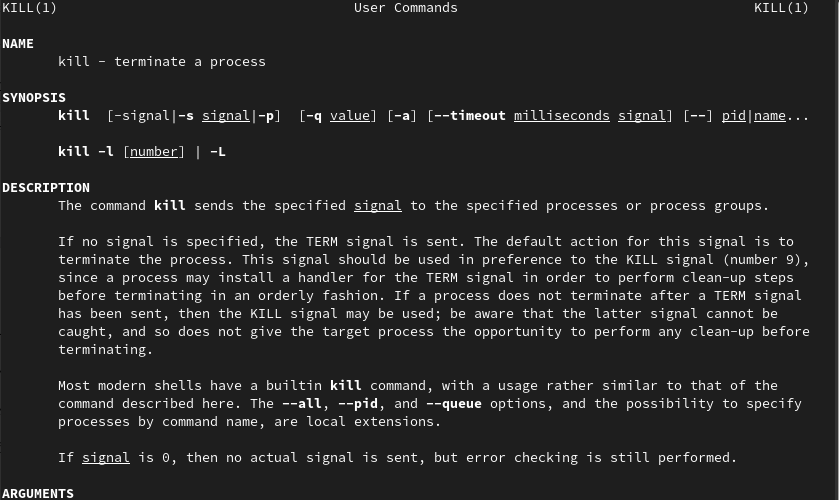 KILL(1) User Commands KILL(1)
NAME
kill - terminate a process
SYNOPSIS
kill [-signal|-s signal|-p] [-q value] [-a] [--timeout milliseconds signal] [--] pid|name...
kill -l [number] | -L
DESCRIPTION
The command kill sends the specified signal to the specified processes or process groups.
If no signal is specified, the TERM signal is sent. The default action for this signal is to
terminate the process. This signal should be used in preference to the KILL signal (number 9),
since a process may install a handler for the TERM signal in order to perform clean-up steps
before terminating in an orderly fashion. If a process does not terminate after a TERM signal
has been sent, then the KILL signal may be used; be aware that the latter signal cannot be
caught, and so does not give the target process the opportunity to perform any clean-up before
terminating.
Most modern shells have a builtin kill command, with a usage rather similar to that of the
command described here. The --all, --pid, and --queue options, and the possibility to specify
processes by command name, are local extensions.
If signal is 0, then no actual signal is sent, but error checking is still performed.
ARGUMENTS